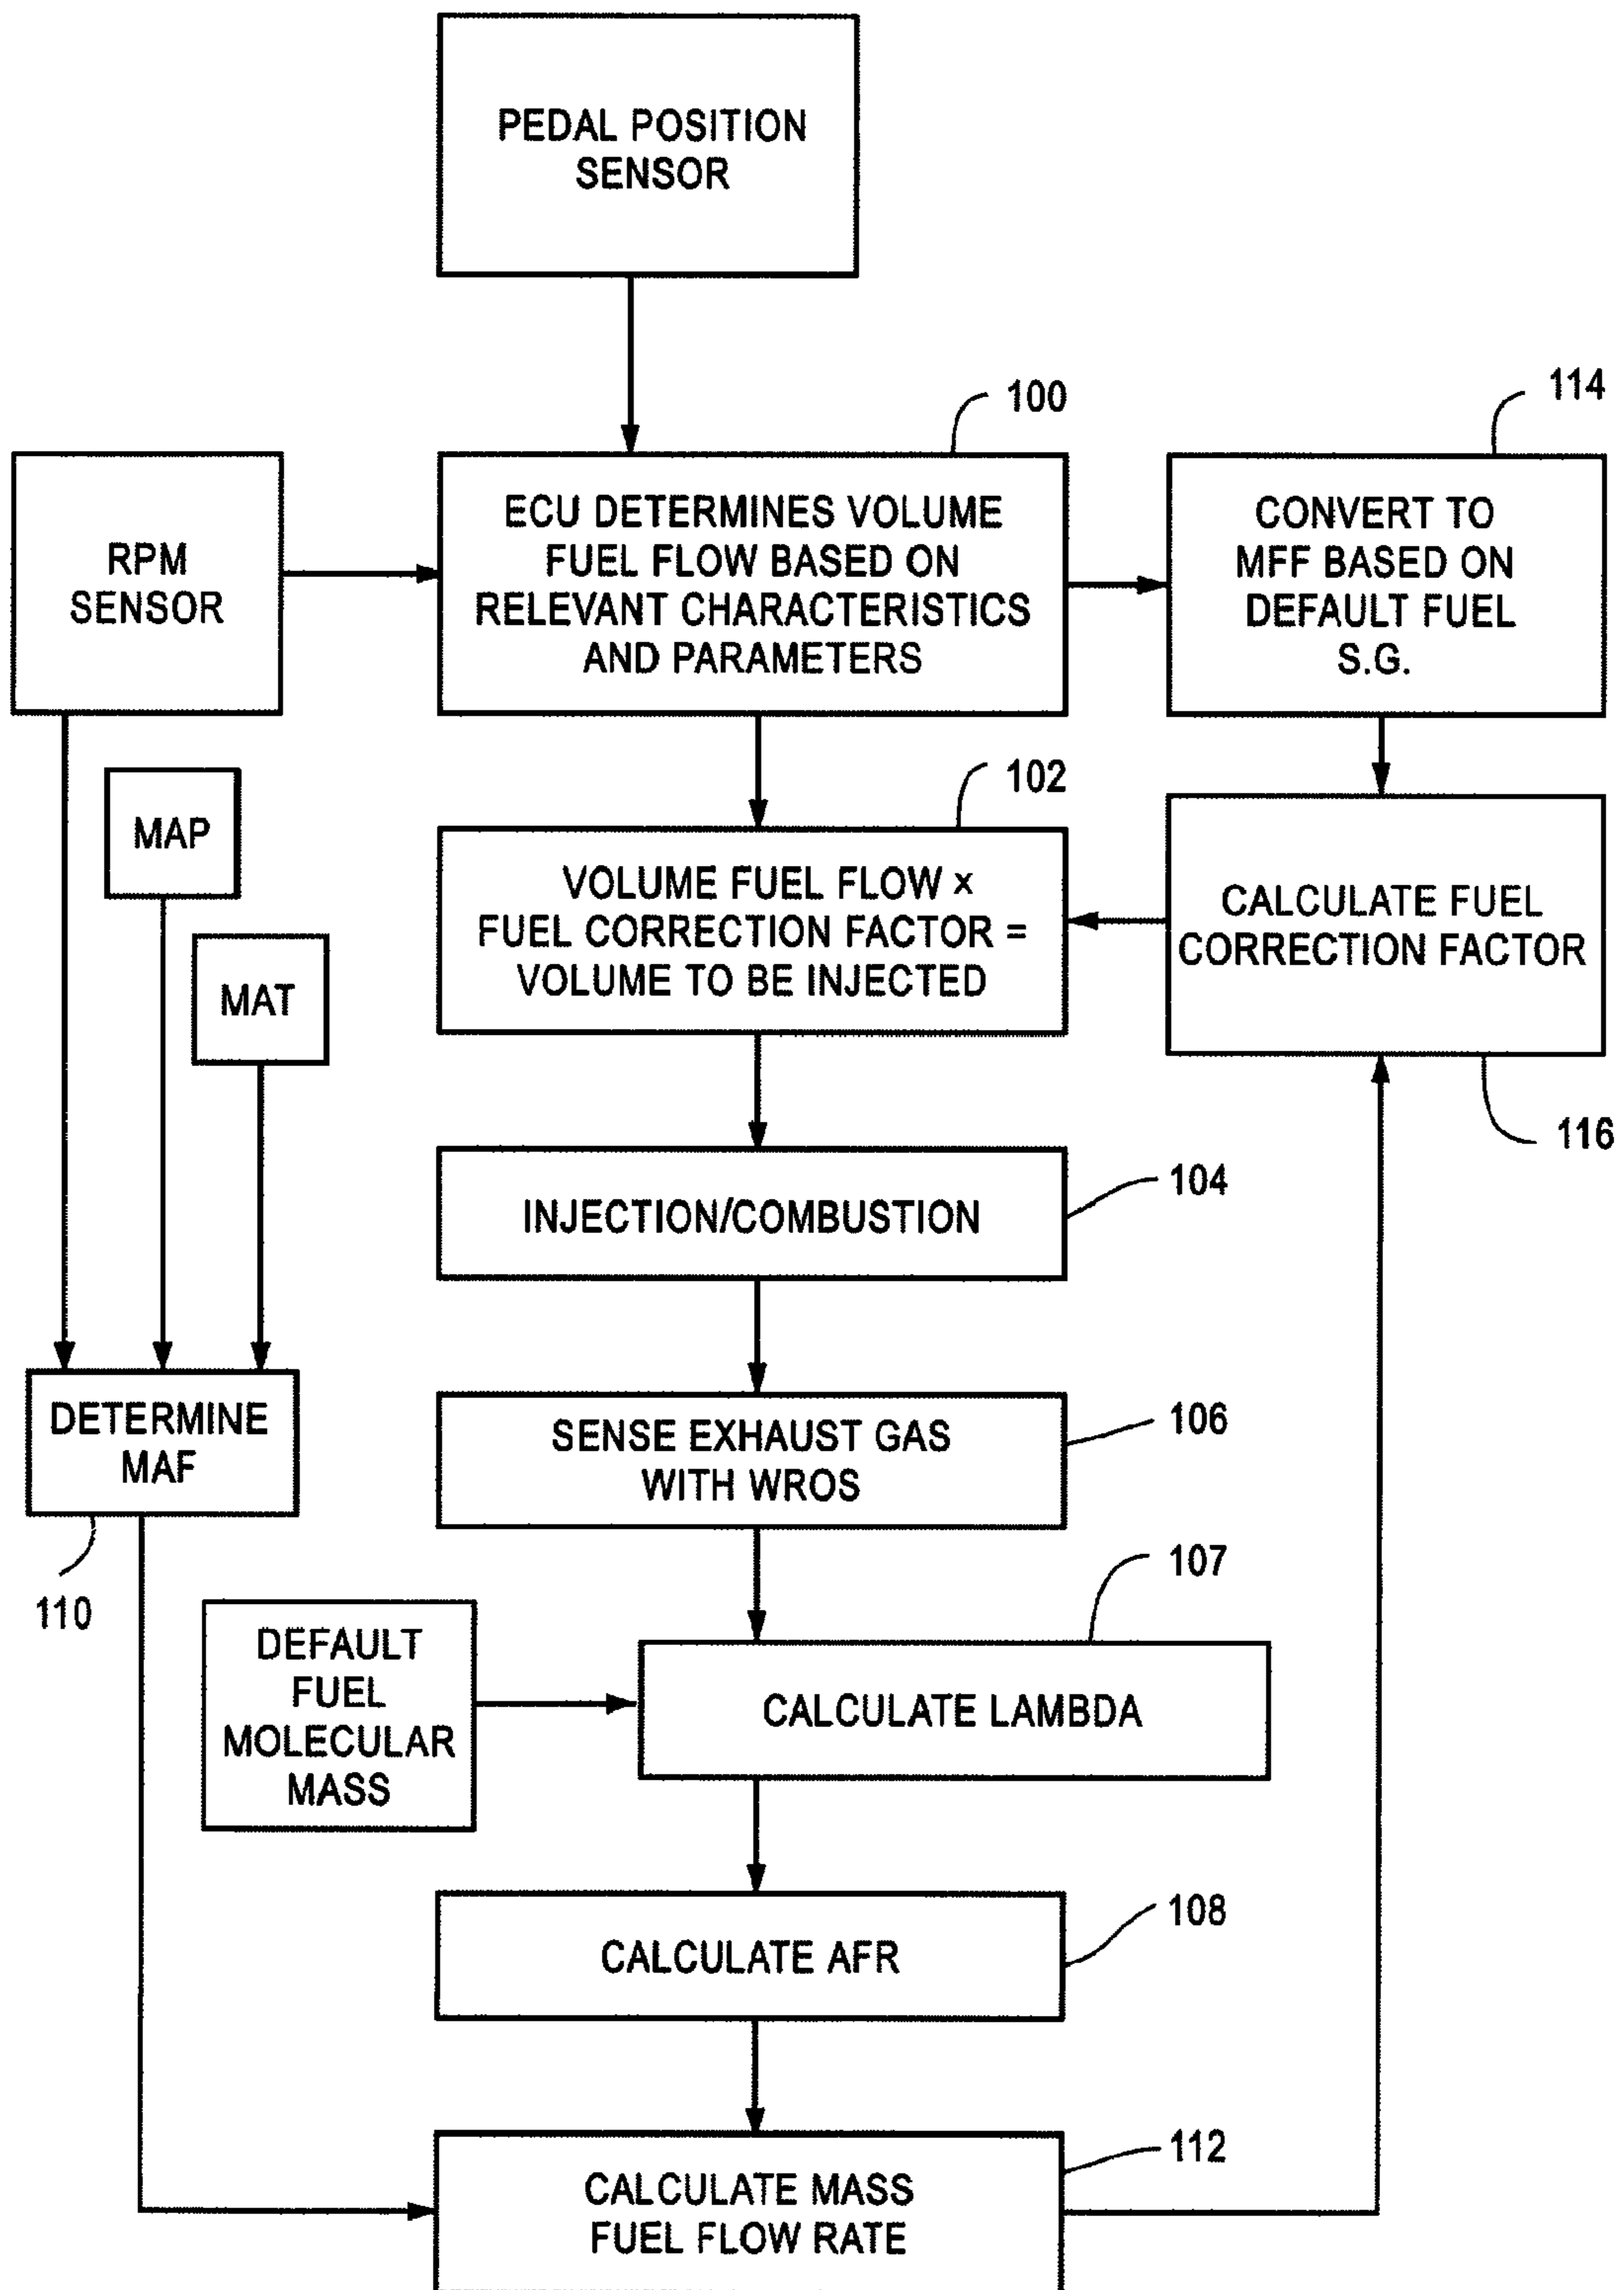 PEDAL POSITION
SENSOR
100
114
RPM
SENSOR
ECU DETERMINES VOLUME
FUEL FLOW BASED ON
RELEVANT CHARACTERISTICS
AND PARAMETERS
CONVERT TO
MFF BASED ON
DEFAULT FUEL
S.G.
102
MAP
MAT
VOLUME FUEL FLOW x
FUEL CORRECTION FACTOR =
VOLUME TO BE INJECTED
CALCULATE FUEL
CORRECTION FACTOR
116
INJECTION/COMBUSTION
104
DETERMINE
MAF
110
SENSE EXHAUST GAS
WITH WROS
106
107
DEFAULT
FUEL
MOLECULAR
MASS
CALCULATE LAMBDA
CALCULATE AFR
108
112
CALCULATE MASS
FUEL FLOW RATE